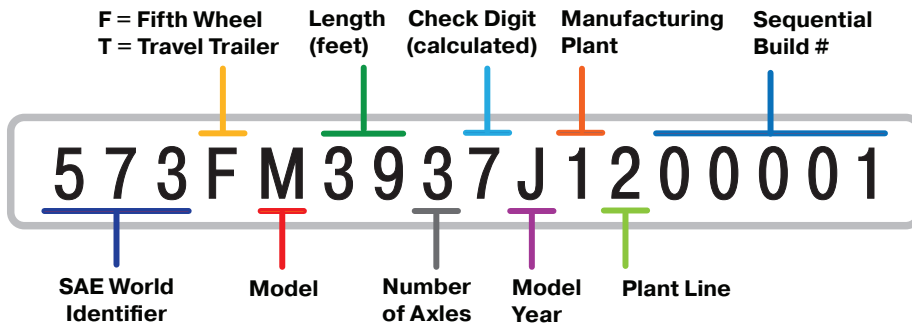 F = Fifth Wheel
T = Travel Trailer
Length
(feet)
Check Digit
(calculated)
Manufacturing
Plant
Sequential
Build #
573FM3937J1200001
SAE World
Identifier
Model
Number
of Axles
Model
Year
Plant Line